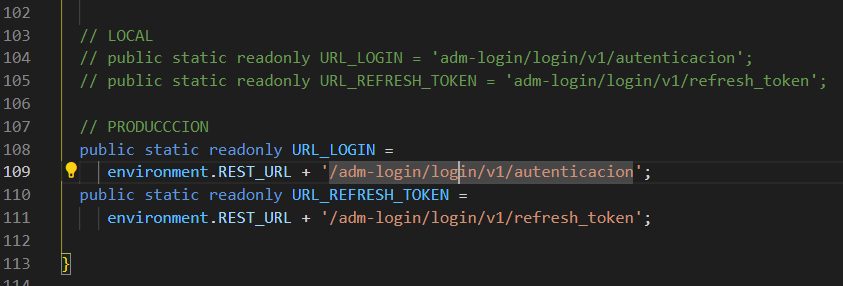 102
103 // LOCAL
104 // public static readonly URL_LOGIN = 'adm-login/login/v1/autenticacion';
105 // public static readonly URL_REFRESH_TOKEN = 'adm-login/login/v1/refresh_token';
106
107 // PRODUCCCION
108 public static readonly URL_LOGIN =
109 environment.REST_URL + '/adm-login/login/v1/autenticacion';
110 public static readonly URL_REFRESH_TOKEN =
111 environment.REST_URL + '/adm-login/login/v1/refresh_token';
112
113 }
114